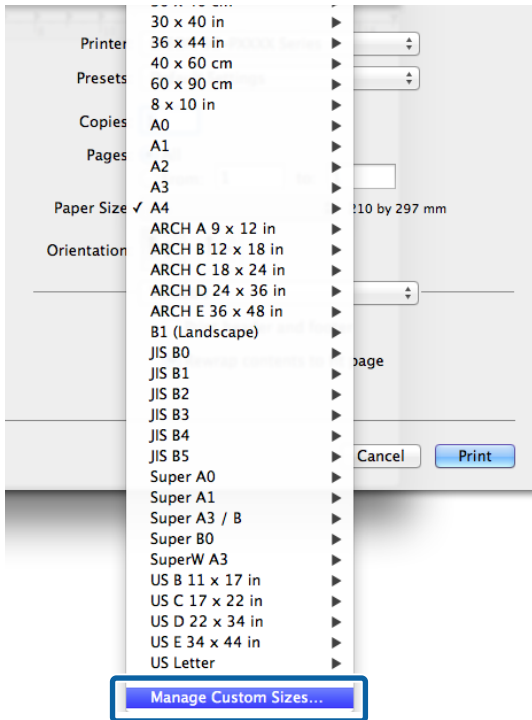 30 x 40 in
Printer
36 x 44 in
40 x 60 cm
Presets
60 x 90 cm
8 x 10 in
Copies
A0
A1
Pages
A2
A3
Paper Size ✓ A4
210 by 297 mm
ARCH A 9 x 12 in
Orientation
ARCH B 12 x 18 in
ARCH C 18 x 24 in
ARCH D 24 x 36 in
ARCH E 36 x 48 in
B1 (Landscape)
JIS B0
page
JIS B1
JIS B2
JIS B3
JIS B4
JIS B5
Cancel
Print
Super A0
Super A1
Super A3 / B
Super B0
SuperW A3
US B 11 x 17 in
US C 17 x 22 in
US D 22 x 34 in
US E 34 x 44 in
US Letter
Manage Custom Sizes...